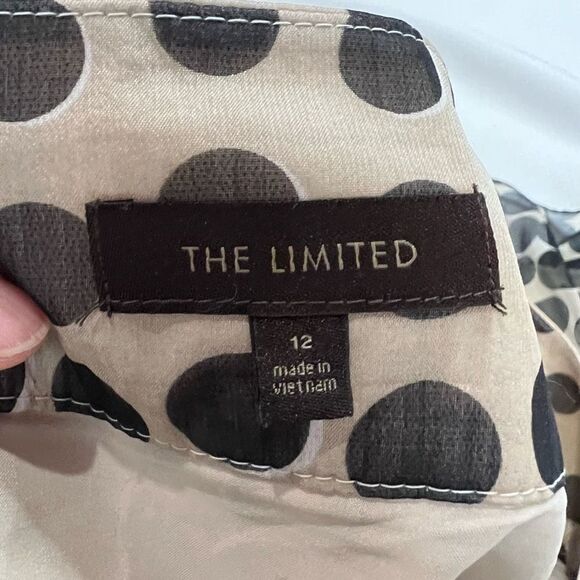 THE LIMITED
12
made in
vietnam